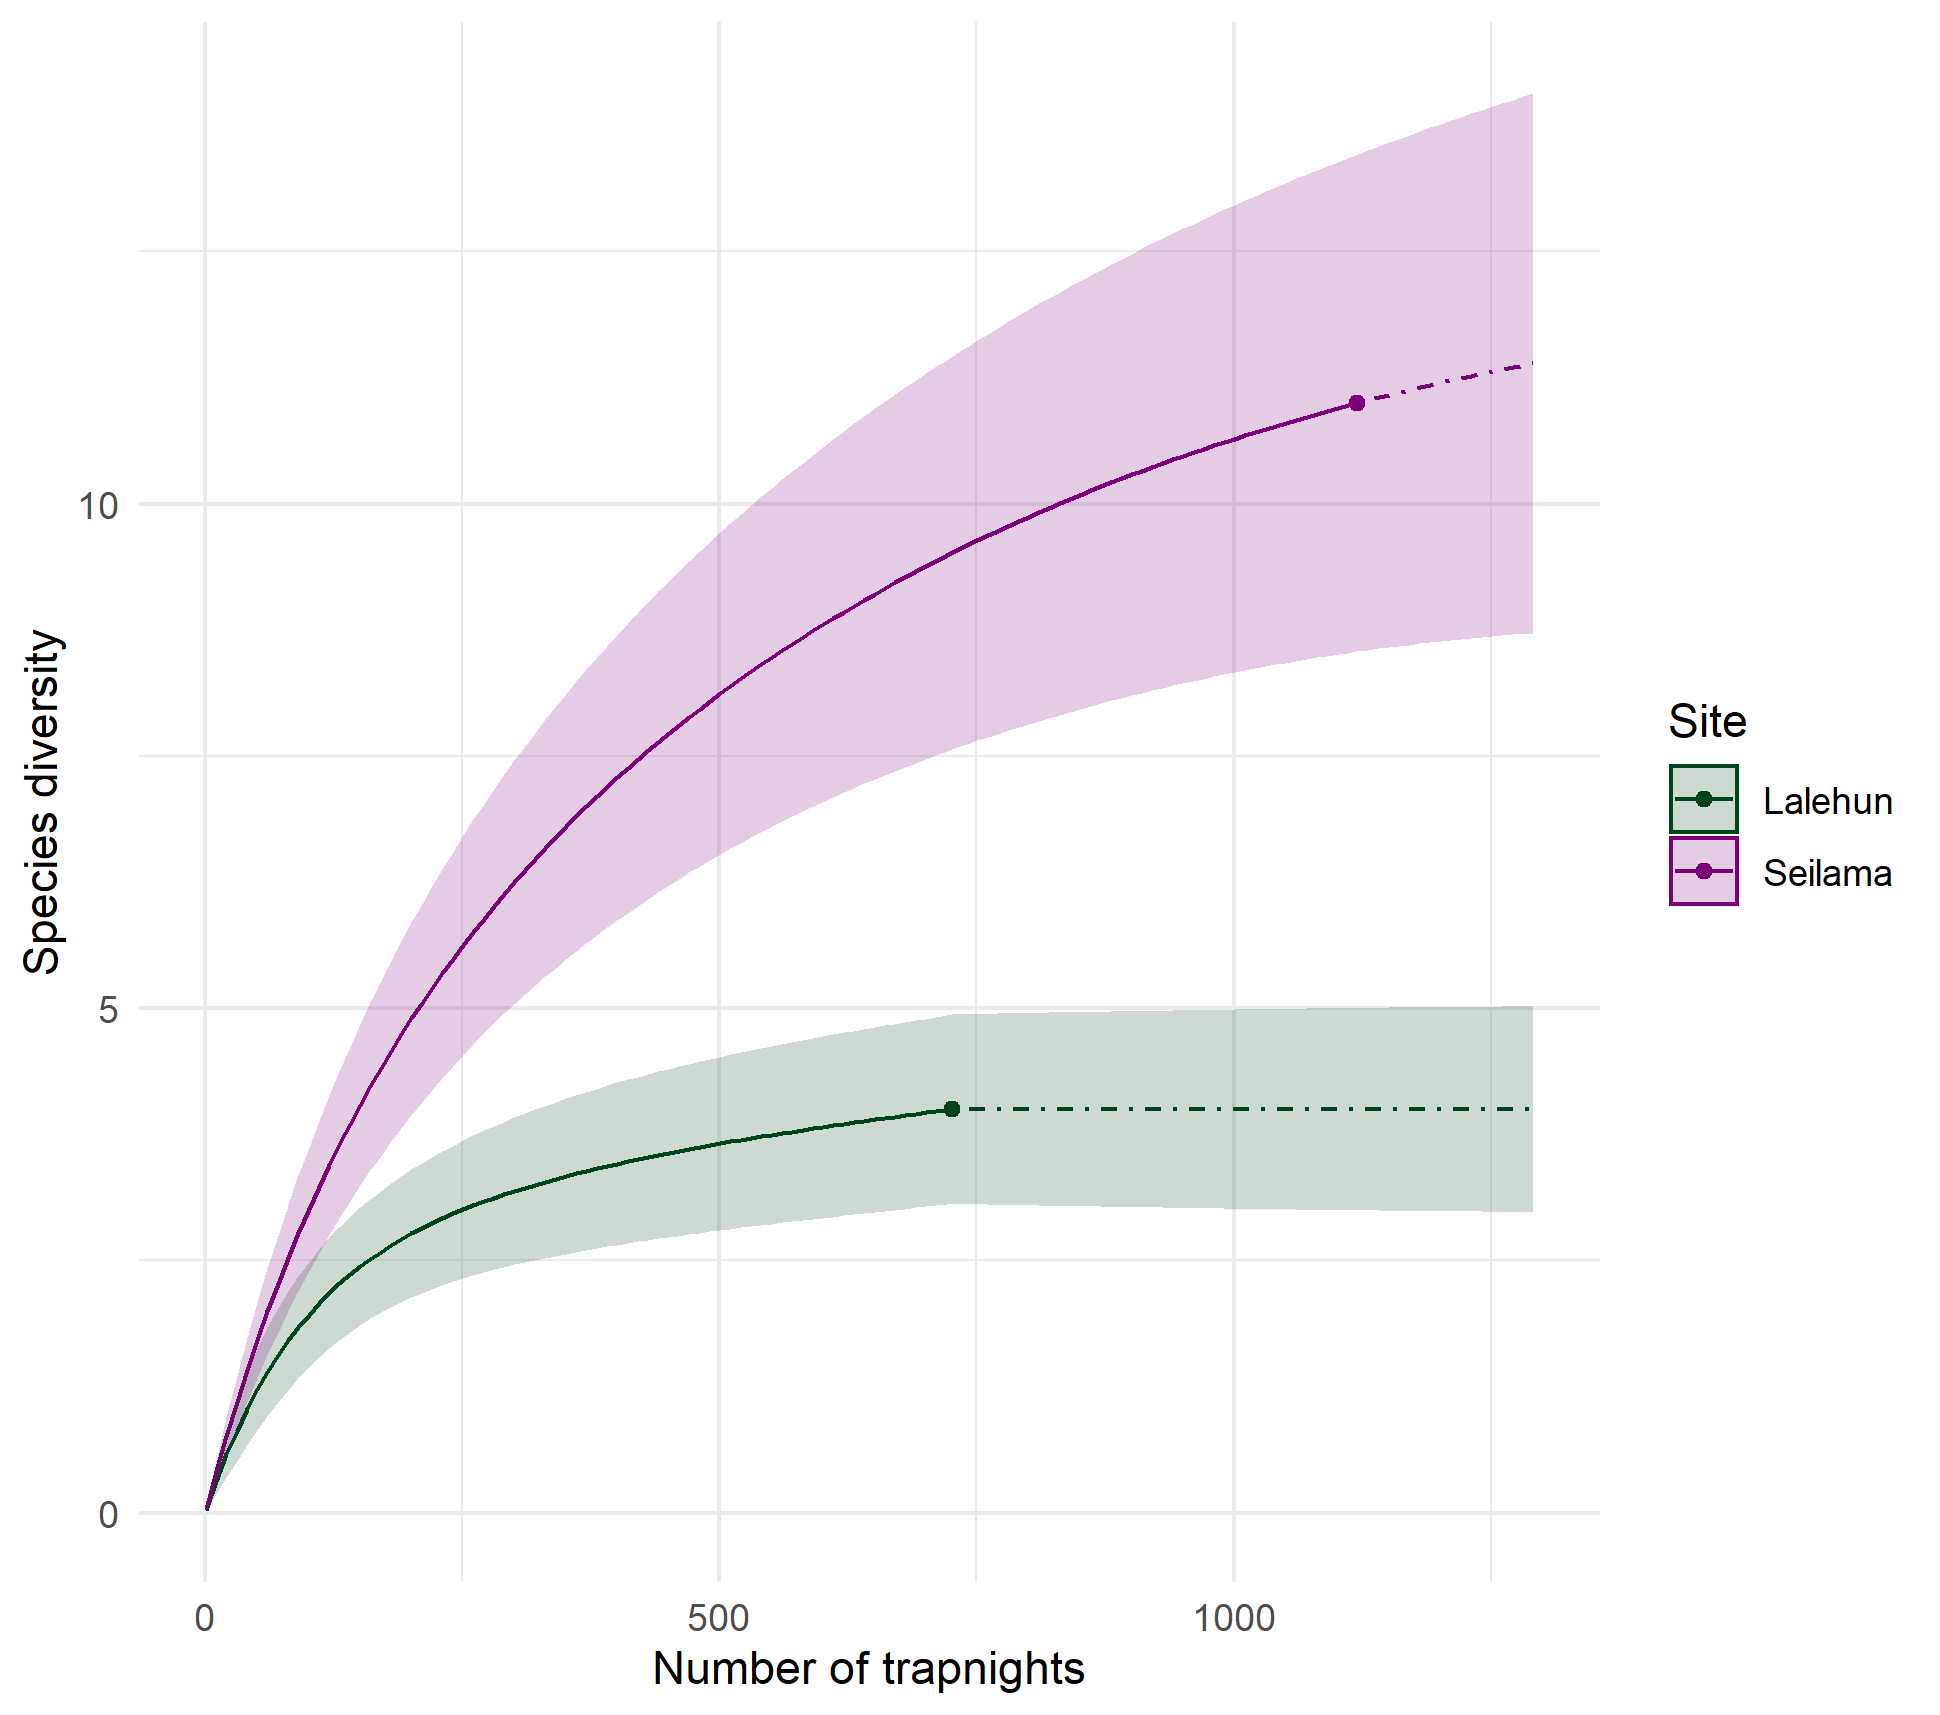 Species diversity
10
5
0
0 500 1000
Number of trapnights
Site
Lalehun
Seilama